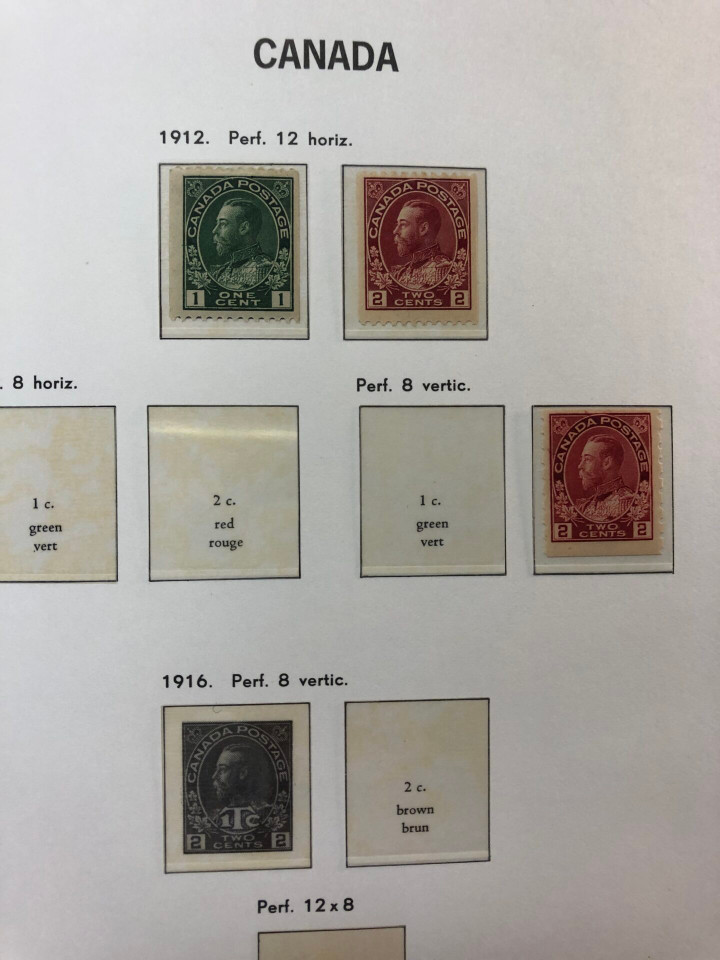 CANADA
1912. Perf. 12 horiz.
CANADA POSTAGE
1 ONE CENT 1
CANADA POSTAGE
2 TWO CENTS 2
. 8 horiz.
Perf. 8 vertic.
1 c.
green
vert
2 c.
red
rouge
1 c.
green
vert
CANADA POSTAGE
2 TWO CENTS 2
1916. Perf. 8 vertic.
CANADA POSTAGE
1TC
2 TWO CENTS 2
2 c.
brown
brun
Perf. 12 x 8